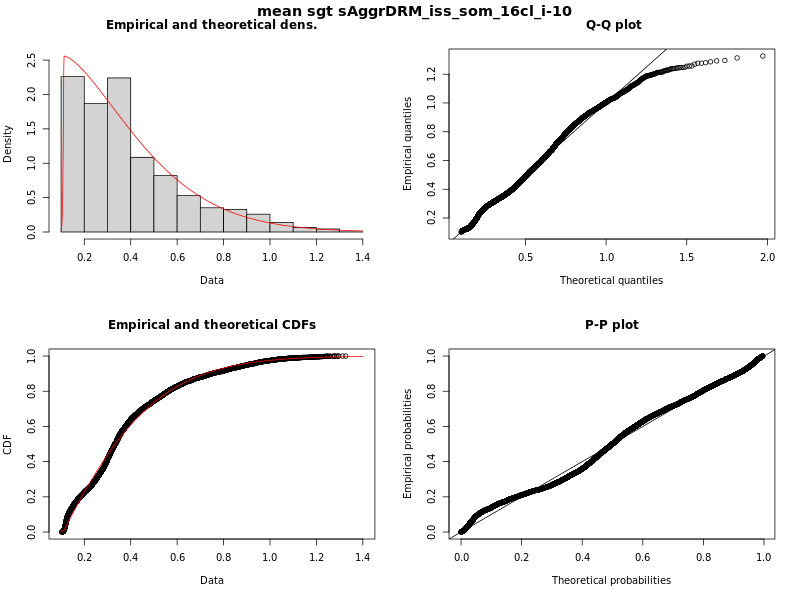 mean sgt sAggrDRM_iss_som_16cl_i-10
Empirical and theoretical dens.
Density
0.0 0.5 1.0 1.5 2.0 2.5
0.2 0.4 0.6 0.8 1.0 1.2 1.4
Data
Q-Q plot
Empirical quantiles
0.2 0.4 0.6 0.8 1.0 1.2
0.5 1.0 1.5 2.0
Theoretical quantiles
Empirical and theoretical CDFs
CDF
0.0 0.2 0.4 0.6 0.8 1.0
0.2 0.4 0.6 0.8 1.0 1.2 1.4
Data
P-P plot
Empirical probabilities
0.0 0.2 0.4 0.6 0.8 1.0
0.0 0.2 0.4 0.6 0.8 1.0
Theoretical probabilities